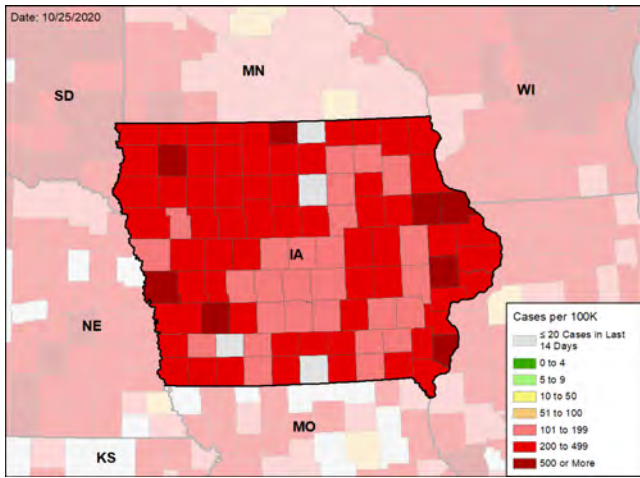 Date: 10/25/2020
MN
WI
SD
IA
NE
MO
KS
Cases per 100K
≤ 20 Cases in Last
14 Days
0 to 4
5 to 9
10 to 50
51 to 100
101 to 199
200 to 499
500 or More